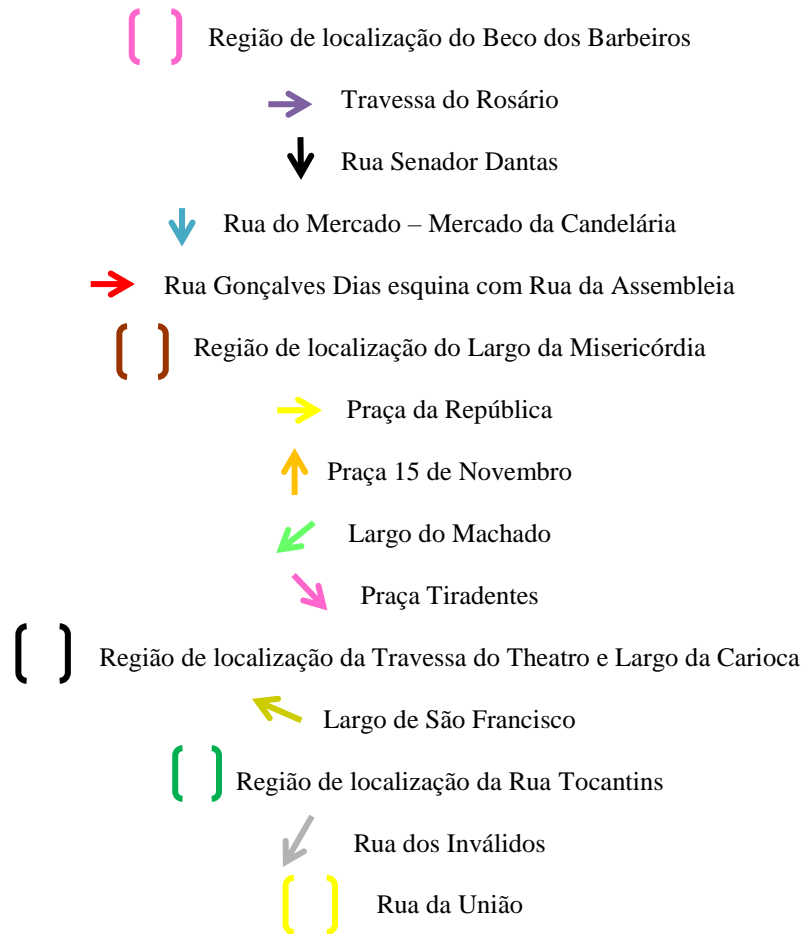 Região de localização do Beco dos Barbeiros
Travessa do Rosário
Rua Senador Dantas
Rua do Mercado – Mercado da Candelária
Rua Gonçalves Dias esquina com Rua da Assembleia
Região de localização do Largo da Misericórdia
Praça da República
Praça 15 de Novembro
Largo do Machado
Praça Tiradentes
Região de localização da Travessa do Theatro e Largo da Carioca
Largo de São Francisco
Região de localização da Rua Tocantins
Rua dos Inválidos
Rua da União